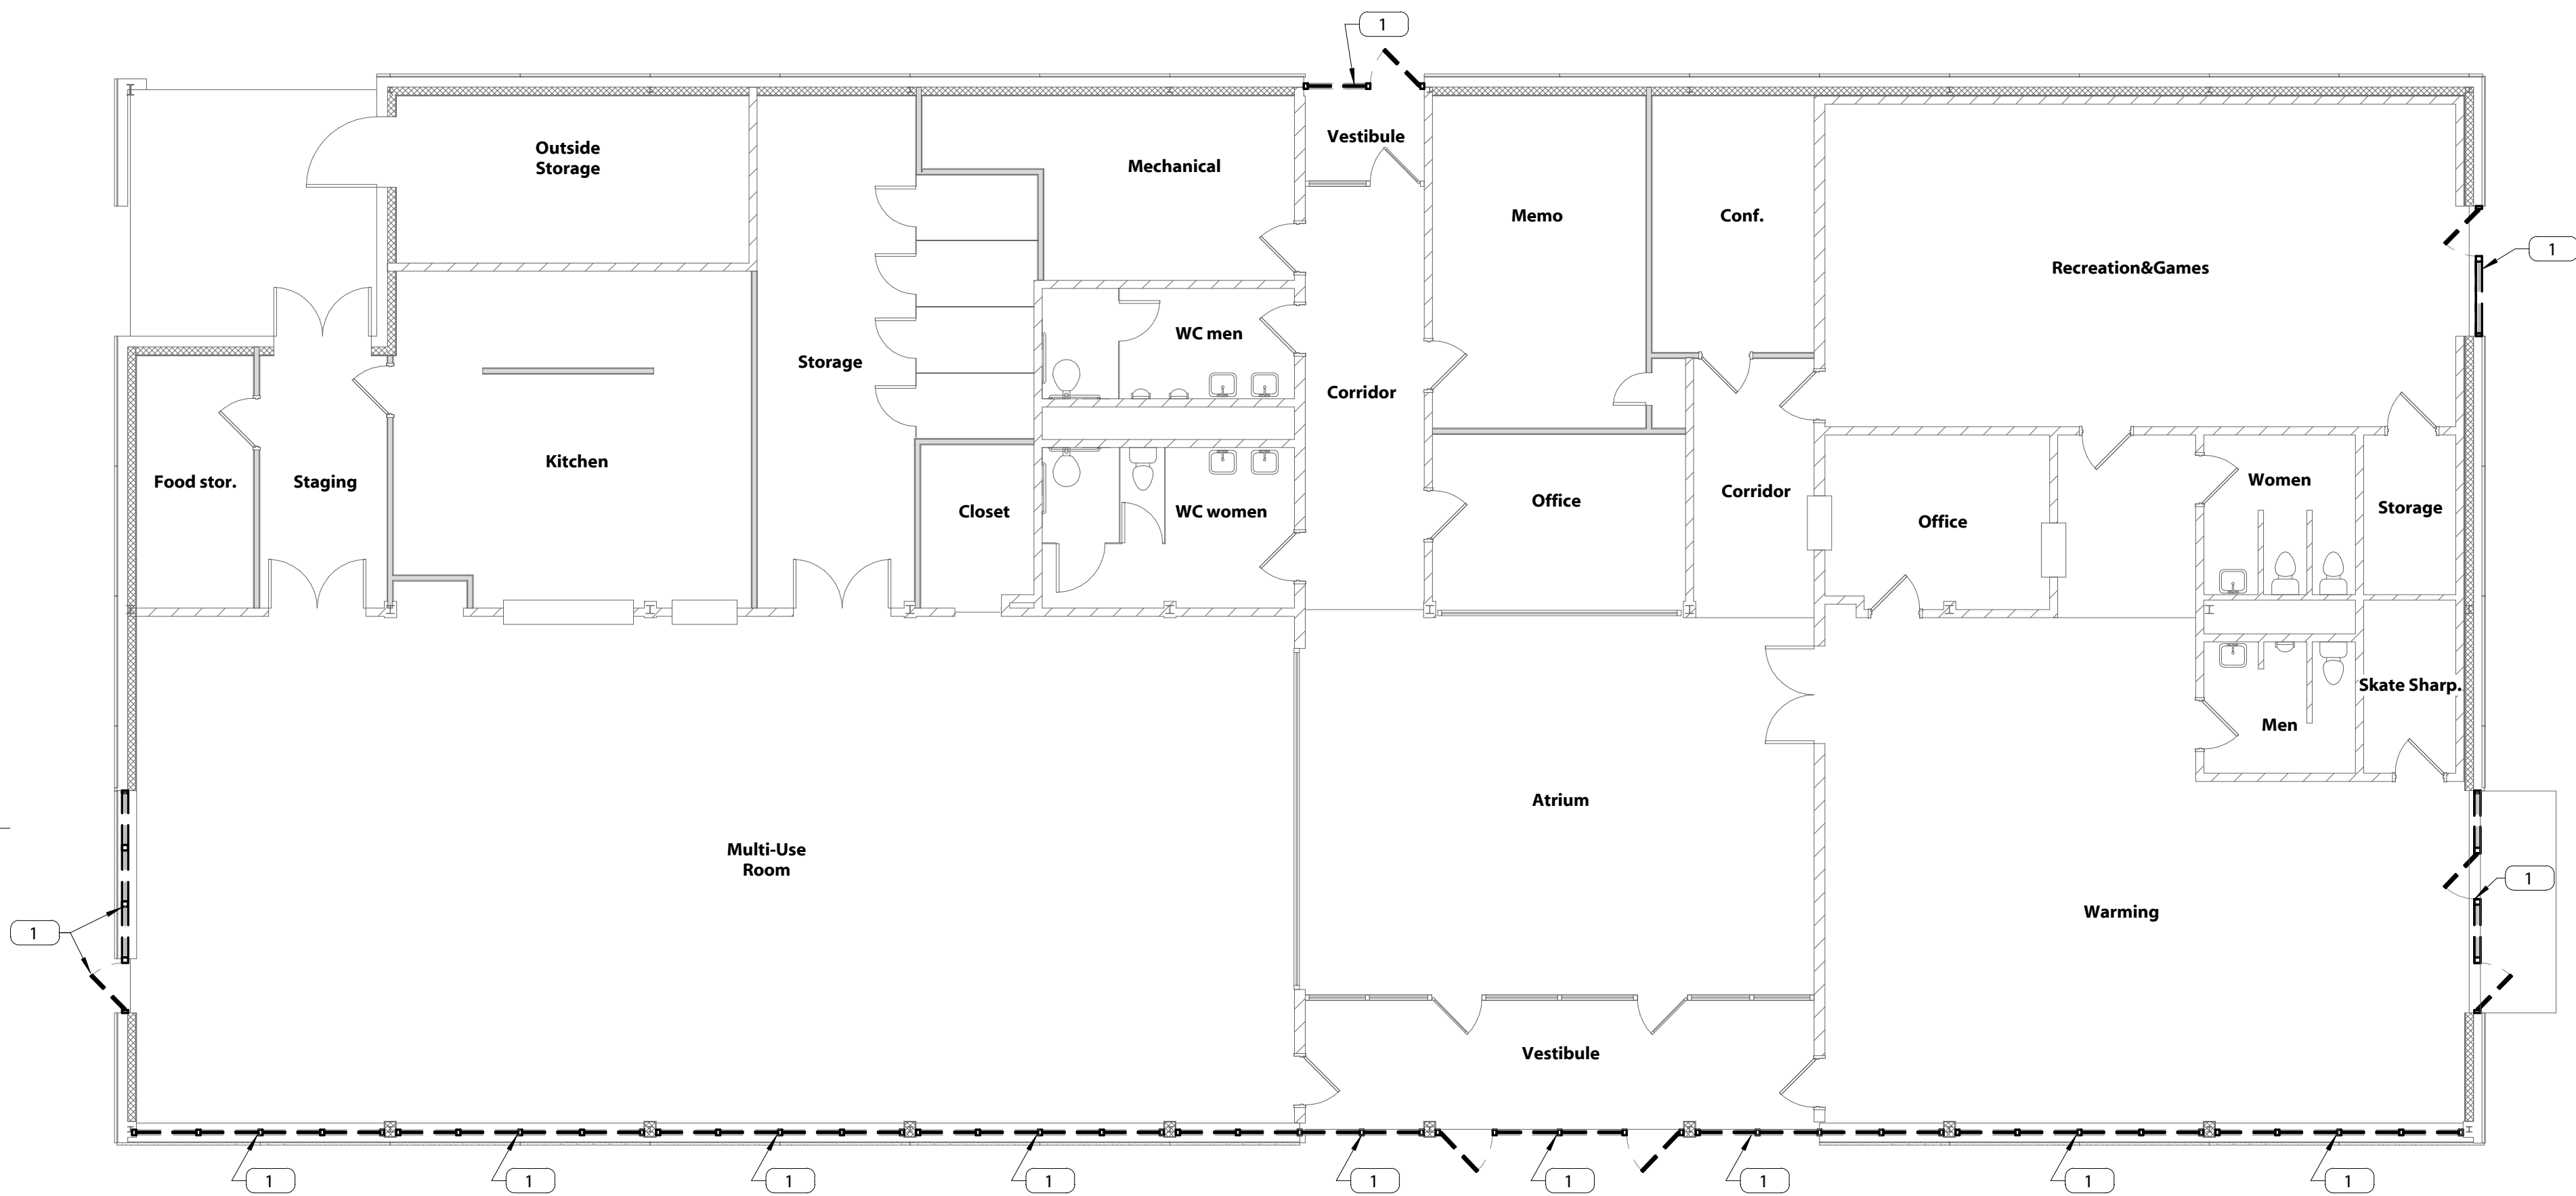 1
Vestibule
Outside
Storage
Mechanical
Memo
Conf.
Recreation&Games
1
WC men
Storage
Corridor
Kitchen
Food stor.
Staging
Closet
WC women
Office
Corridor
Office
Women
Storage
Skate Sharp.
Men
Atrium
Multi-Use
Room
Warming
1
1
Vestibule
1
1
1
1
1
1
1
1
1